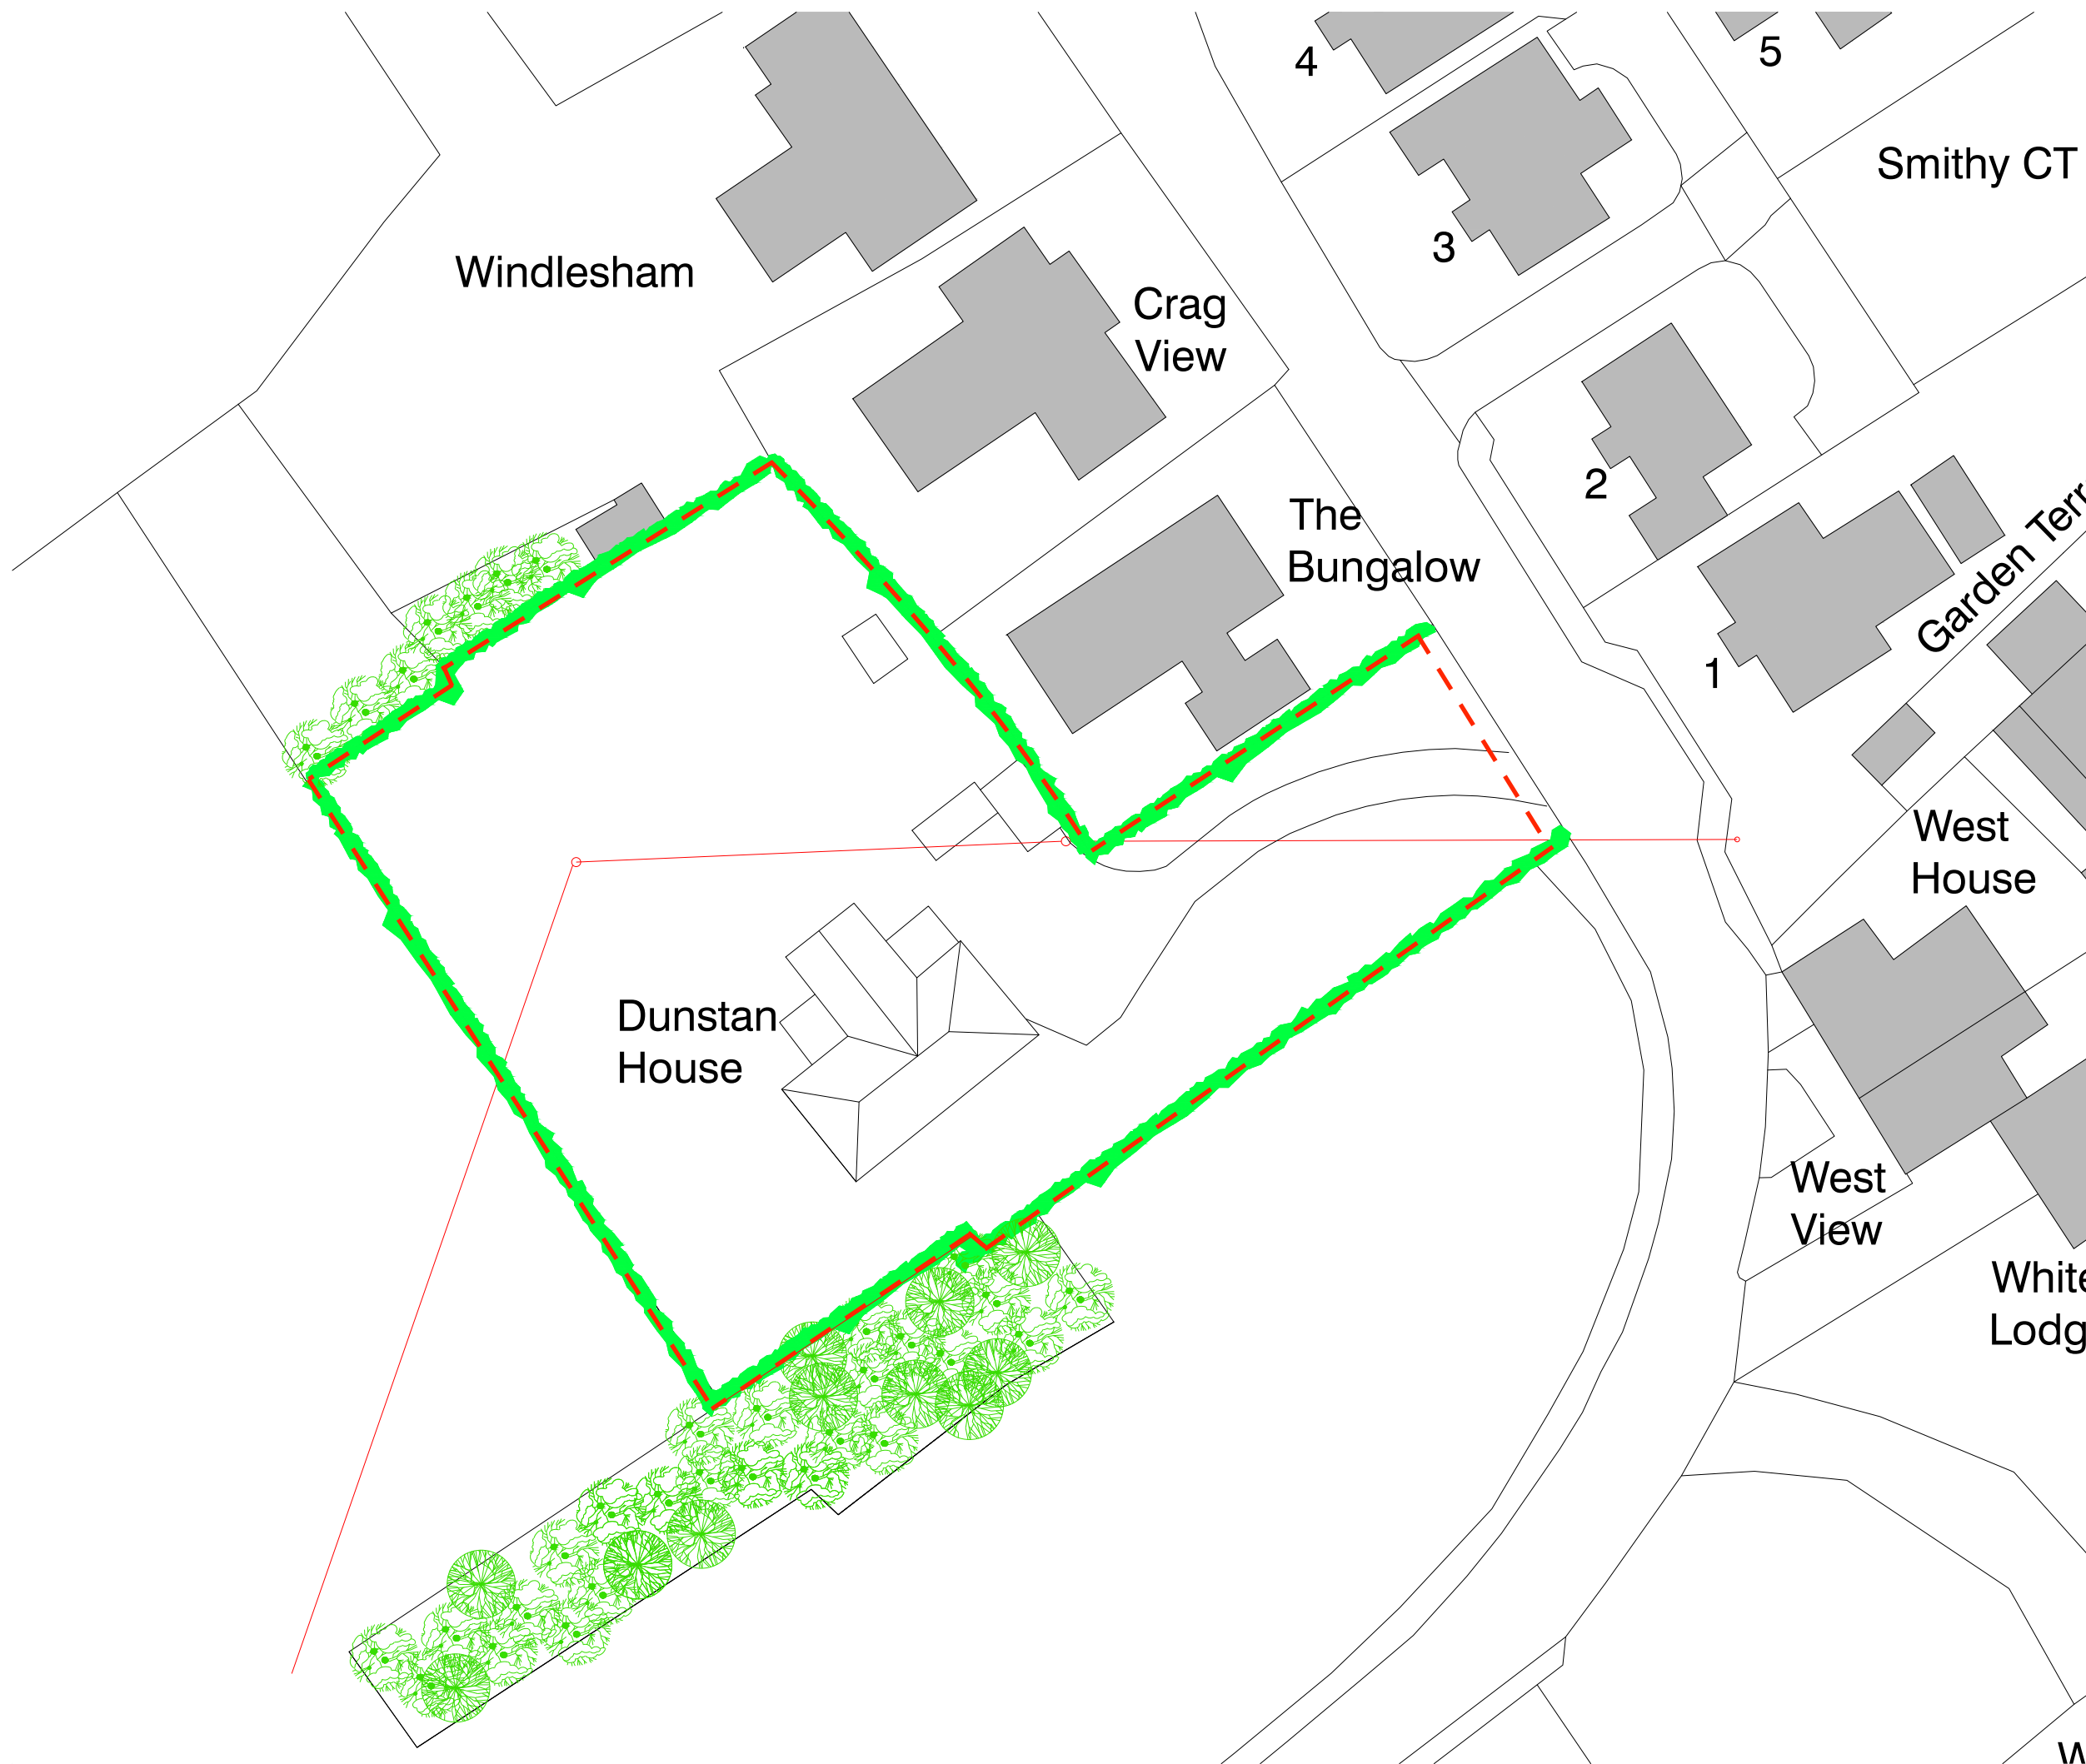 4
5
Smithy CT
3
Windlesham
Crag
View
2
The
Bungalow
Garden Terr
1
West
House
Dunstan
House
West
View
White
Lodg
W